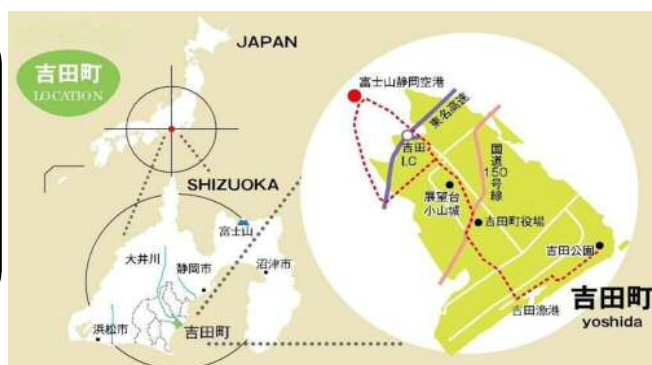 吉田町
LOCATION
JAPAN
SHIZUOKA
富士山
大井川
静岡市
沼津市
浜松市
吉田町
富士山静岡空港
東名高速
吉田
I.C
国道150号線
展望台
小山城
吉田町役場
吉田公園
吉田漁港
吉田町
yoshida